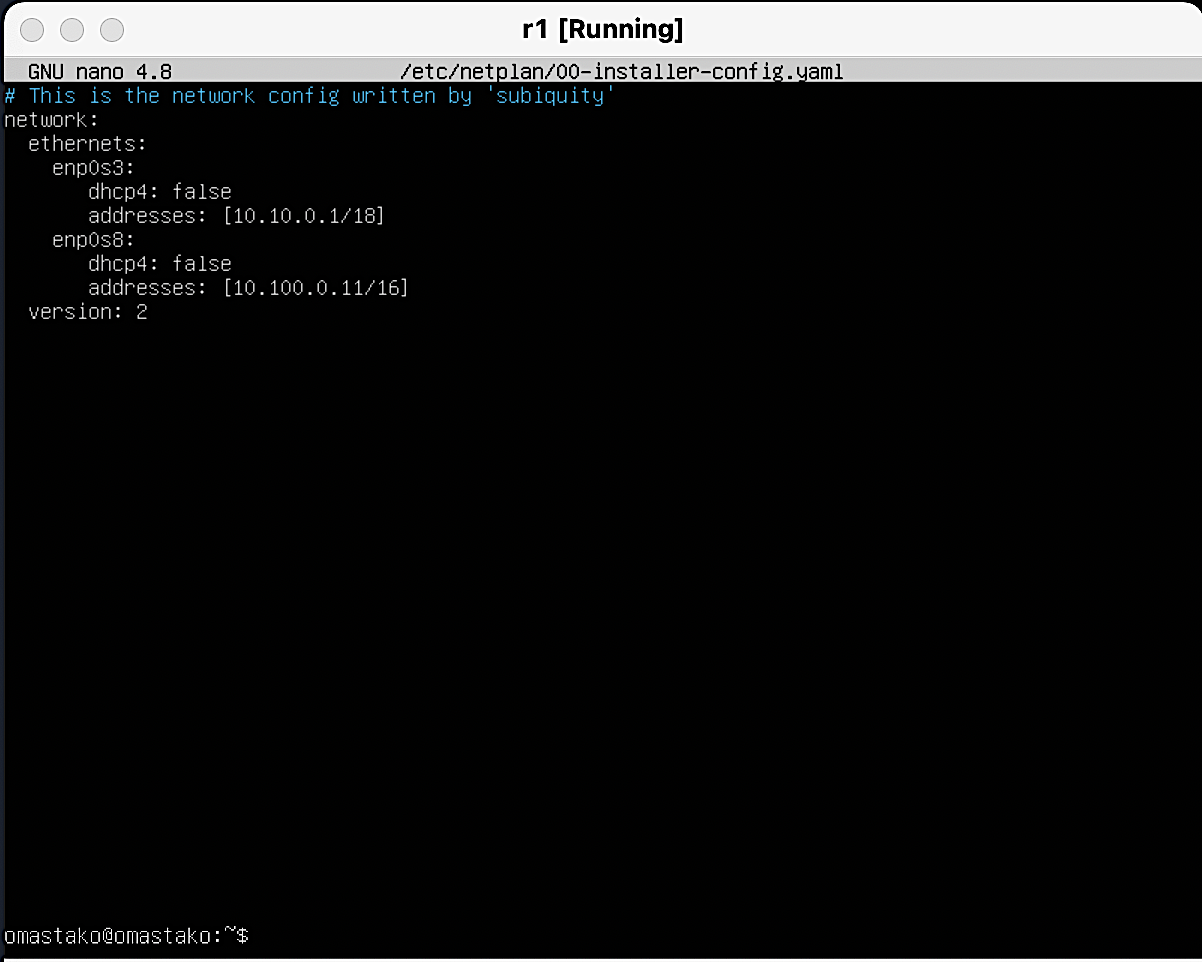 r1 [Running]
GNU nano 4.8 /etc/netplan/00-installer-config.yaml
# This is the network config written by 'subiquity'
network:
  ethernets:
    enp0s3:
       dhcp4: false
       addresses: [10.10.0.1/18]
    enp0s8:
       dhcp4: false
       addresses: [10.100.0.11/16]
  version: 2
omastako@omastako:~$